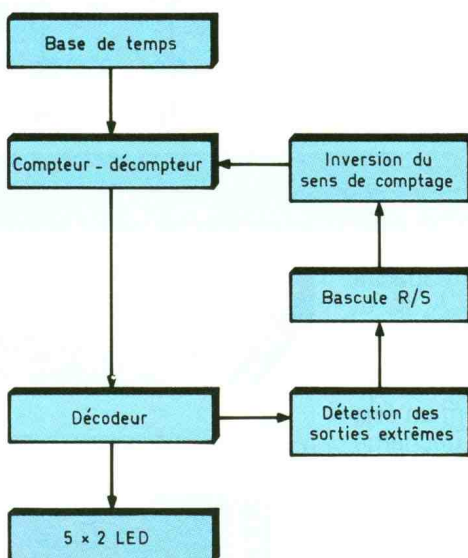 Base de temps
Compteur - décompteur
Inversion du
sens de comptage
Bascule R/S
Décodeur
Détection des
sorties extrêmes
5 × 2 LED